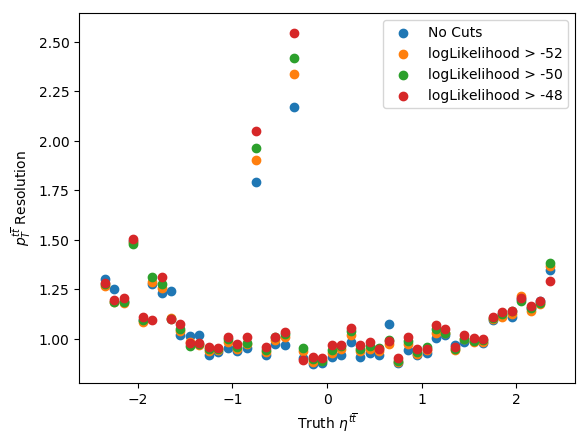 No Cuts
logLikelihood > -52
logLikelihood > -50
logLikelihood > -48
2.50
2.25
2.00
1.75
1.50
1.25
1.00
p_T^{tt̅} Resolution
−2 −1 0 1 2
Truth η^{tt̅}